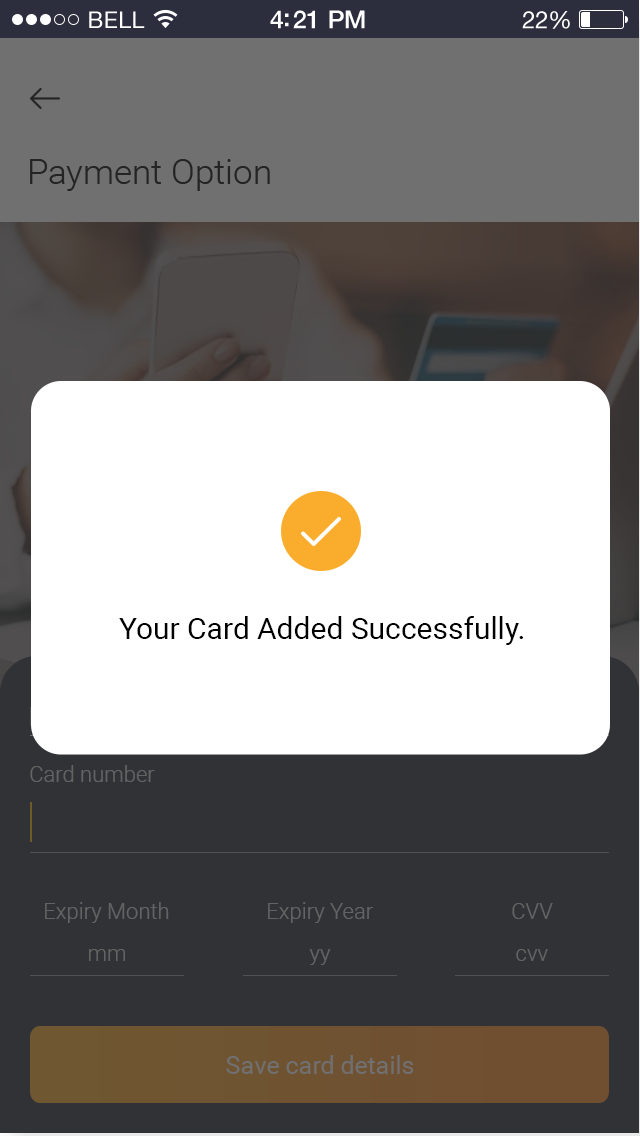 BELL 4:21 PM 22%
Payment Option
Your Card Added Successfully.
Card number
Expiry Month Expiry Year CVV
mm yy cvv
Save card details